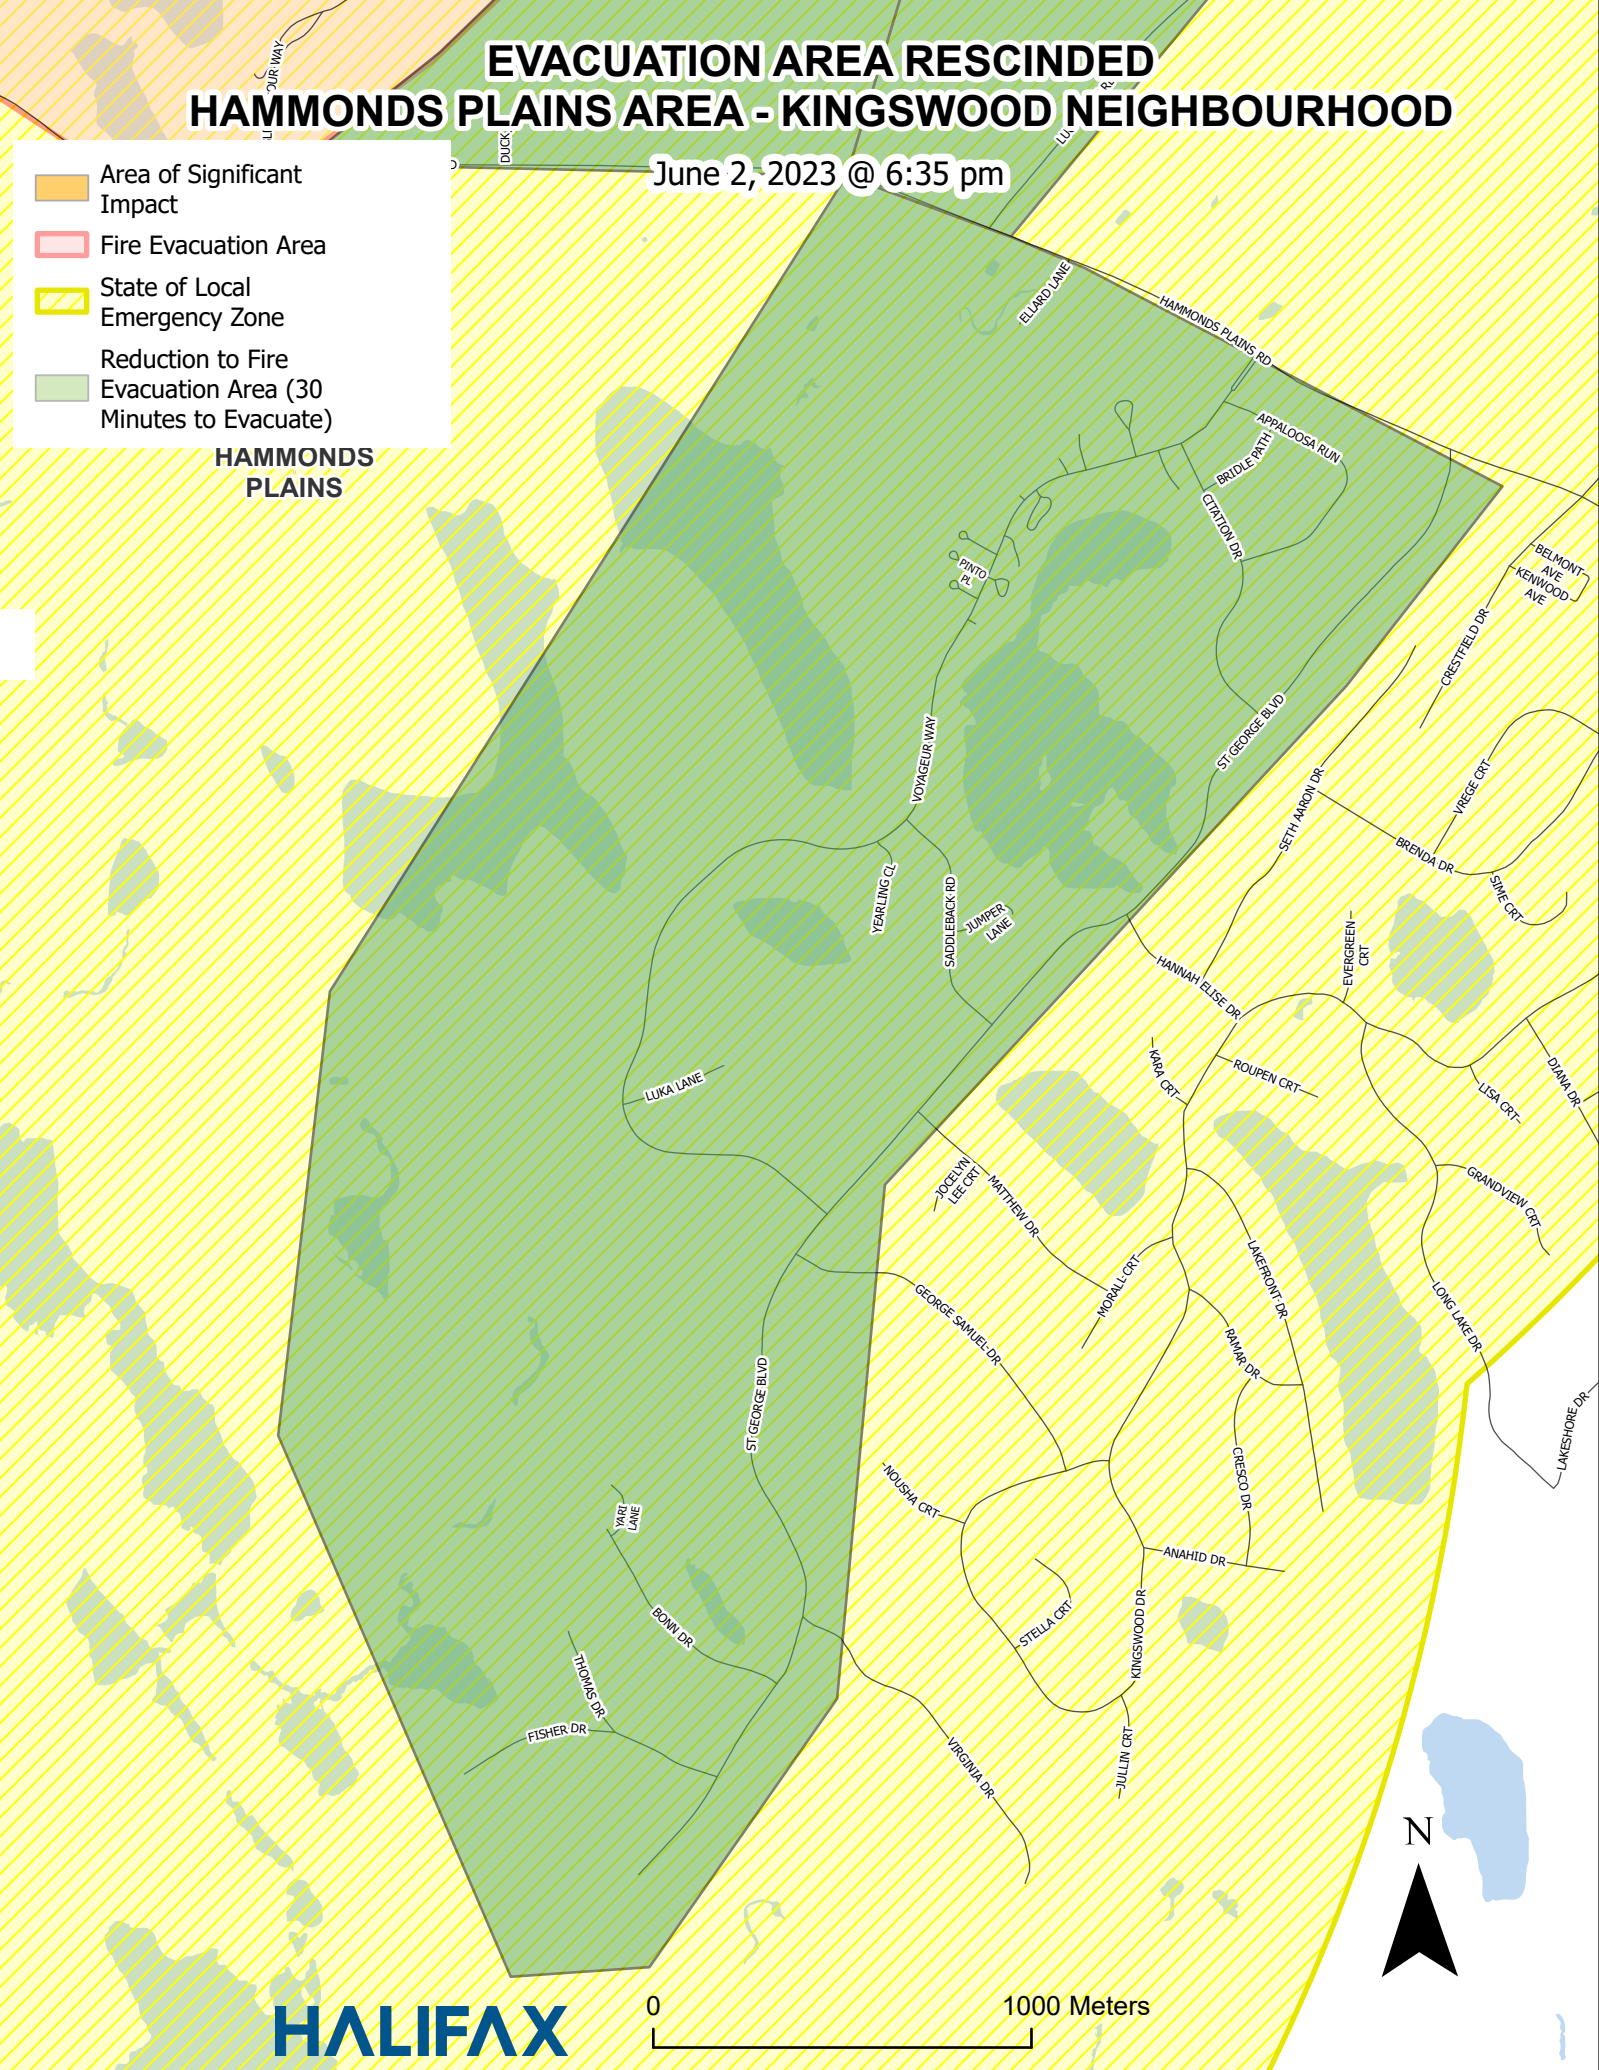 EVACUATION AREA RESCINDED
HAMMONDS PLAINS AREA - KINGSWOOD NEIGHBOURHOOD
June 2, 2023 @ 6:35 pm
Area of Significant
Impact
Fire Evacuation Area
State of Local
Emergency Zone
Reduction to Fire
Evacuation Area (30
Minutes to Evacuate)
HAMMONDS
PLAINS
ELLARD LANE
HAMMONDS PLAINS RD
APPALOOSA RUN
BRIDLE PATH
CITATION DR
PINTO
PL
BELMONT
AVE
KENWOOD
AVE
CRESTFIELD DR
ST GEORGE BLVD
VOYAGEUR WAY
SETH AARON DR
VREGE CRT
BRENDA DR
SIME CRT
YEARLING CL
SADDLEBACK RD
JUMPER
LANE
EVERGREEN
CRT
HANNAH ELISE DR
KARA CRT
ROUPEN CRT
LISA CRT
DIANA DR
LUKA LANE
JOCELYN
LEE CRT
MATTHEW DR
GRANDVIEW CRT
MORALL CRT
LAKEFRONT DR
LONG LAKE DR
GEORGE SAMUEL DR
RAMAR DR
ST GEORGE BLVD
LAKESHORE DR
CRESCO DR
NOUSHA CRT
YARI
LANE
ANAHID DR
BONN DR
STELLA CRT
KINGSWOOD DR
THOMAS DR
FISHER DR
VIRGINIA DR
JULLIN CRT
N
0
1000 Meters
HALIFAX